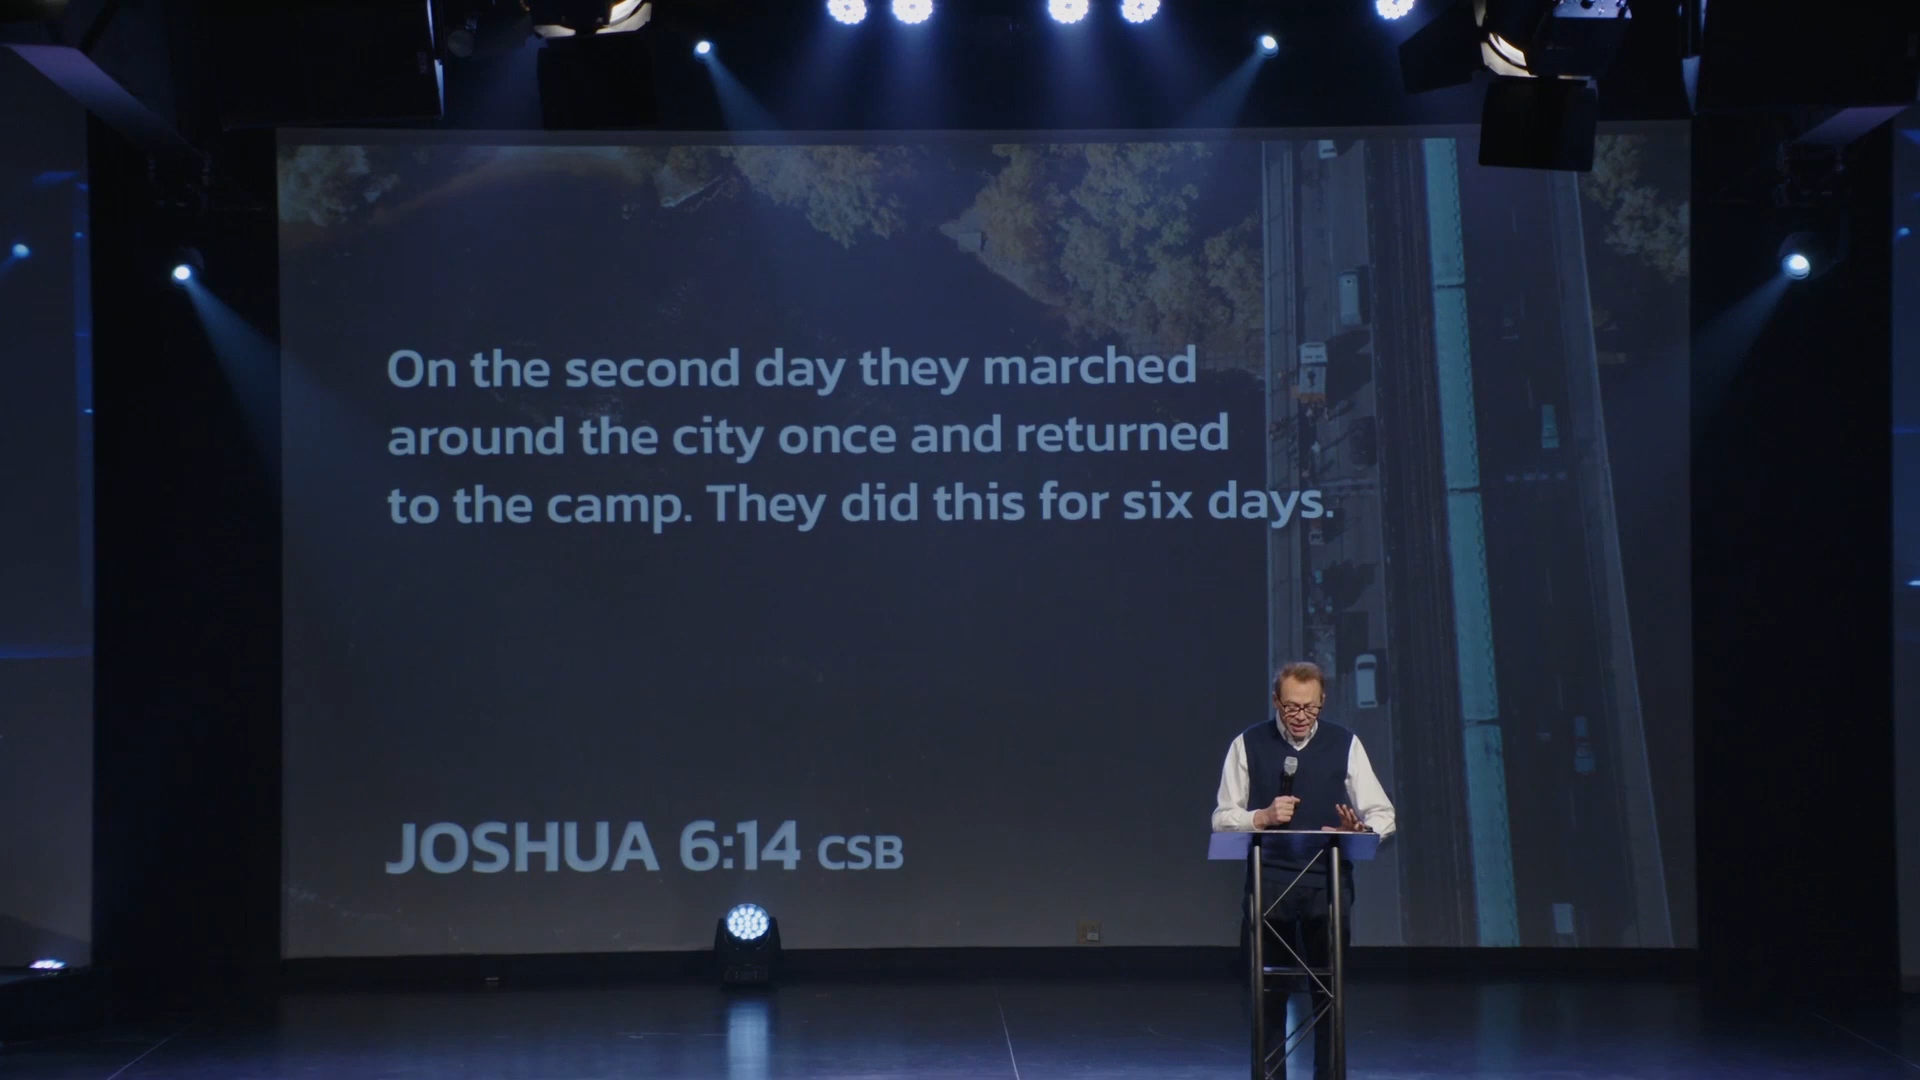 On the second day they marched
around the city once and returned
to the camp. They did this for six days.
JOSHUA 6:14 CSB